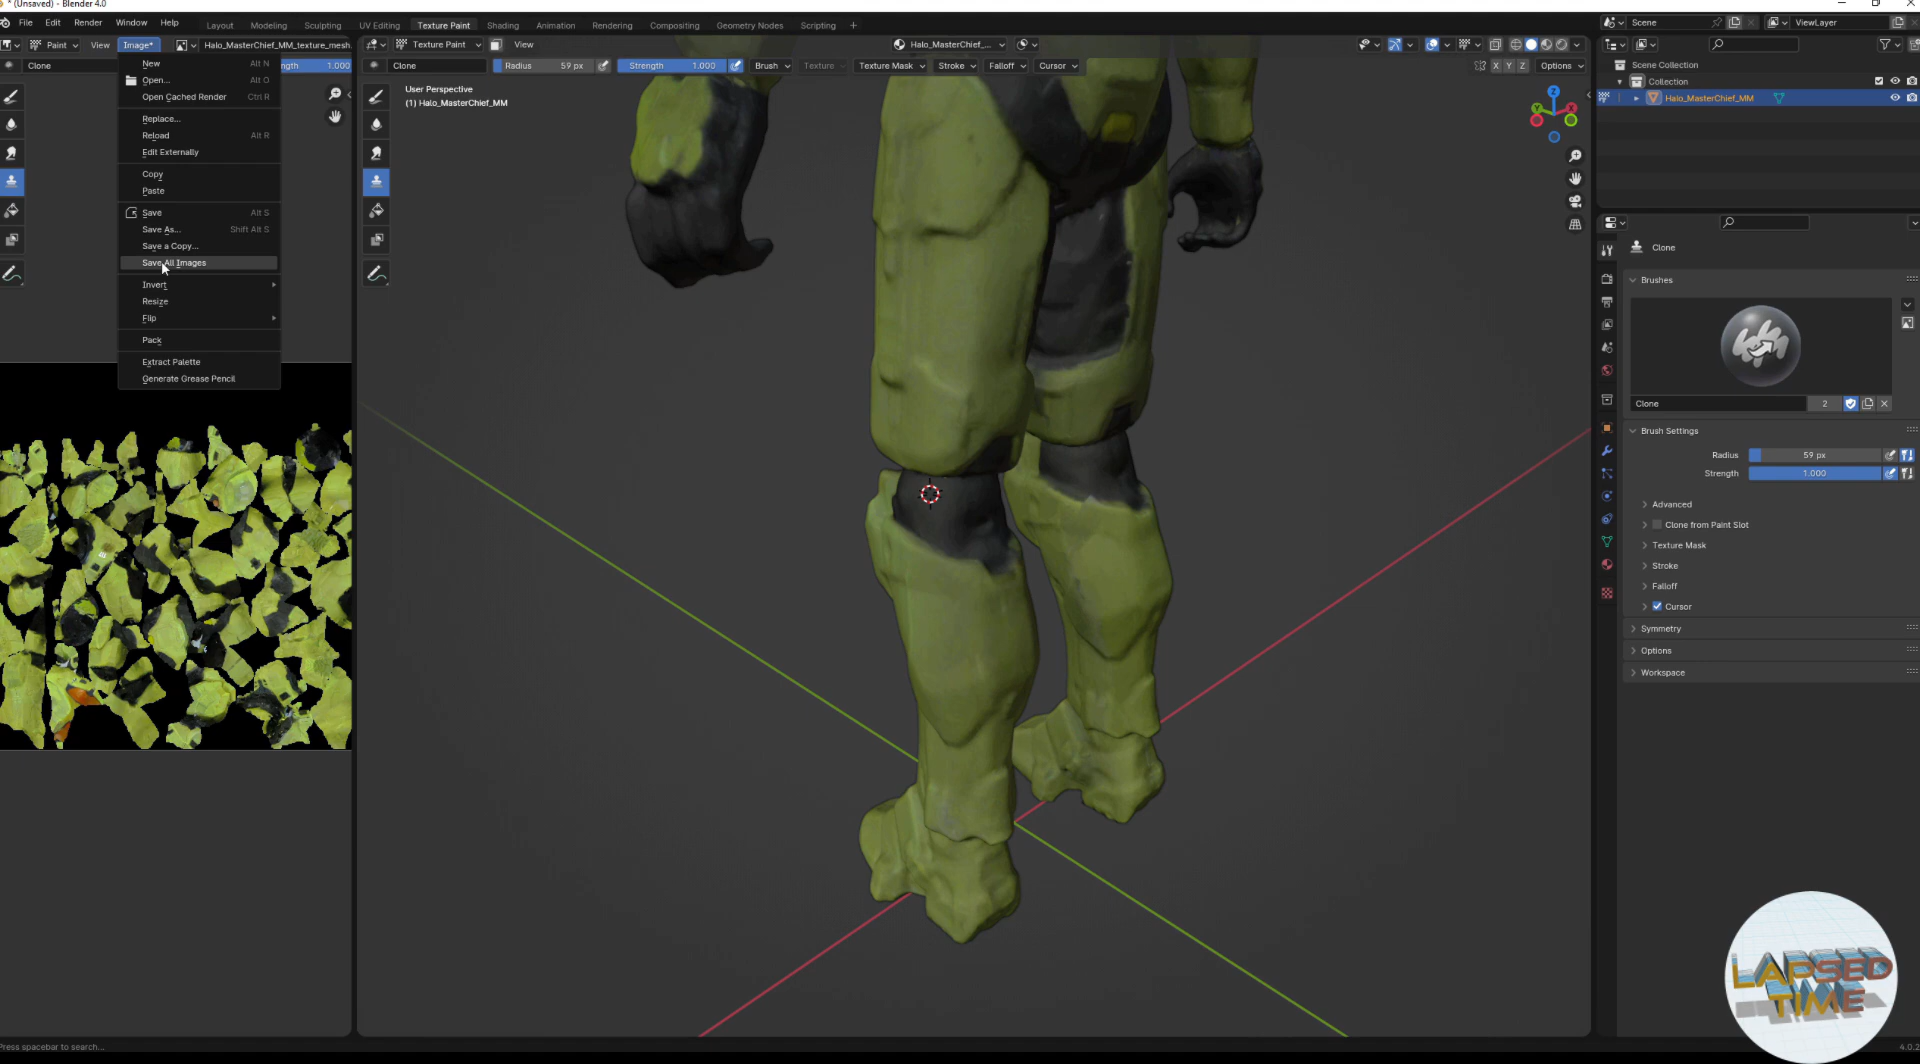 * (Unsaved) - Blender 4.0
File Edit Render Window Help
Layout Modeling Sculpting UV Editing Texture Paint Shading Animation Rendering Compositing Geometry Nodes Scripting +
Scene
ViewLayer
Paint View Image* Halo_MasterChief_MM_texture_mesh.
Texture Paint View
Halo_MasterChief_...
Clone
ngth 1.000
Clone
Radius 59 px
Strength 1.000
Brush Texture Texture Mask Stroke Falloff Cursor
X Y Z Options
New Alt N
Open... Alt O
Open Cached Render Ctrl R
Replace...
Reload Alt R
Edit Externally
Copy
Paste
Save Alt S
Save As... Shift Alt S
Save a Copy...
Save All Images
Invert
Resize
Flip
Pack
Extract Palette
Generate Grease Pencil
User Perspective
(1) Halo_MasterChief_MM
Z
Y X
Scene Collection
Collection
Halo_MasterChief_MM
Clone
Brushes
Clone 2
Brush Settings
Radius 59 px
Strength 1.000
Advanced
Clone from Paint Slot
Texture Mask
Stroke
Falloff
Cursor
Symmetry
Options
Workspace
LAPSED
TIME
Press spacebar to search...
4.0.2